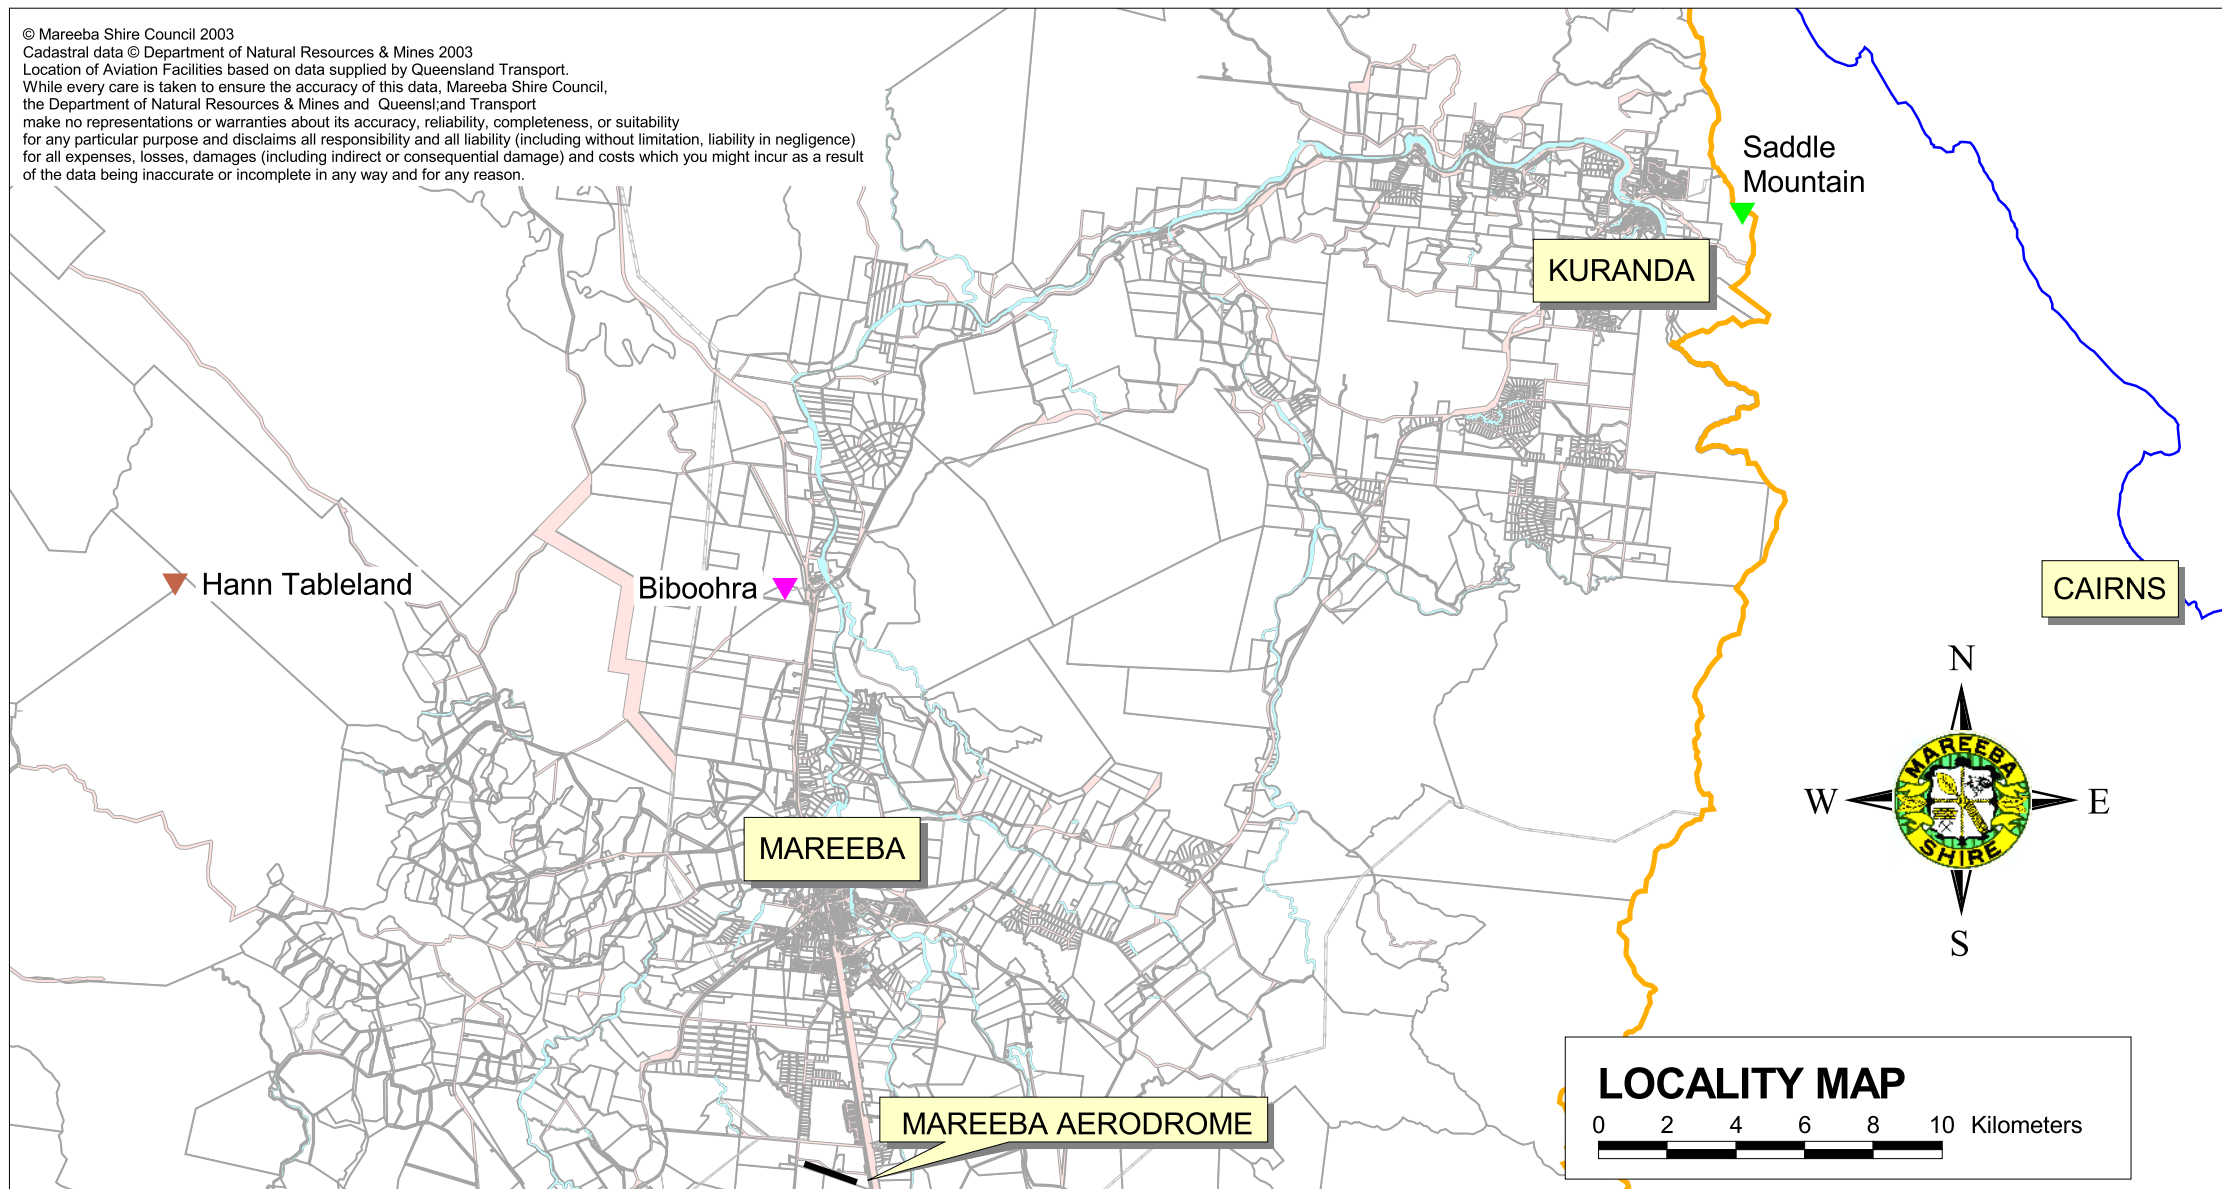 © Mareeba Shire Council 2003
Cadastral data © Department of Natural Resources & Mines 2003
Location of Aviation Facilities based on data supplied by Queensland Transport.
While every care is taken to ensure the accuracy of this data, Mareeba Shire Council,
the Department of Natural Resources & Mines and  Queensl;and Transport
make no representations or warranties about its accuracy, reliability, completeness, or suitability
for any particular purpose and disclaims all responsibility and all liability (including without limitation, liability in negligence)
for all expenses, losses, damages (including indirect or consequential damage) and costs which you might incur as a result
of the data being inaccurate or incomplete in any way and for any reason.
Saddle
Mountain
KURANDA
Hann Tableland
Biboohra
CAIRNS
N
W
E
S
MAREEBA
SHIRE
MAREEBA
MAREEBA AERODROME
LOCALITY MAP
0 2 4 6 8 10 Kilometers